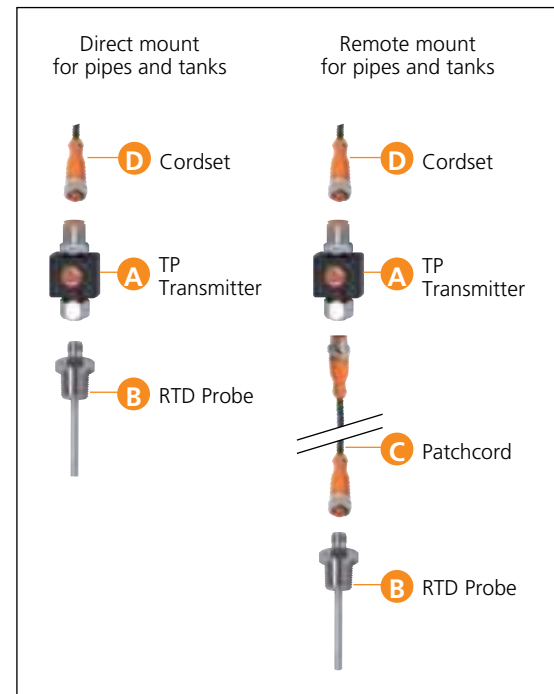 Direct mount
for pipes and tanks
D Cordset
A TP
Transmitter
B RTD Probe
Remote mount
for pipes and tanks
D Cordset
A TP
Transmitter
C Patchcord
B RTD Probe